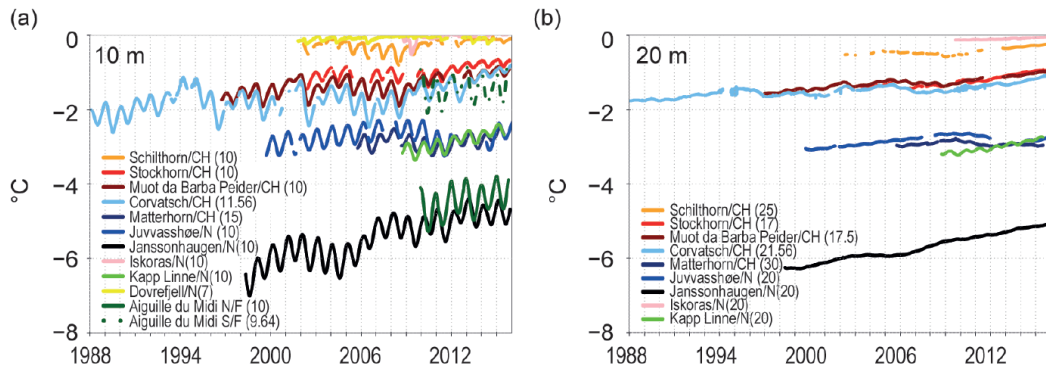 (a)
10 m
0
−2
−4
−6
−8
°C
Schilthorn/CH (10)
Stockhorn/CH (10)
Muot da Barba Peider/CH (10)
Corvatsch/CH (11.56)
Matterhorn/CH (15)
Juvvasshøe/N (10)
Janssonhaugen/N(10)
Iskoras/N(10)
Kapp Linne/N(10)
Dovrefjell/N(7)
Aiguille du Midi N/F (10)
Aiguille du Midi S/F (9.64)
1988 1994 2000 2006 2012
(b)
20 m
0
−2
−4
−6
−8
°C
Schilthorn/CH (25)
Stockhorn/CH (17)
Muot da Barba Peider/CH (17.5)
Corvatsch/CH (21.56)
Matterhorn/CH (30)
Juvvasshøe/N (20)
Janssonhaugen/N(20)
Iskoras/N(20)
Kapp Linne/N(20)
1988 1994 2000 2006 2012